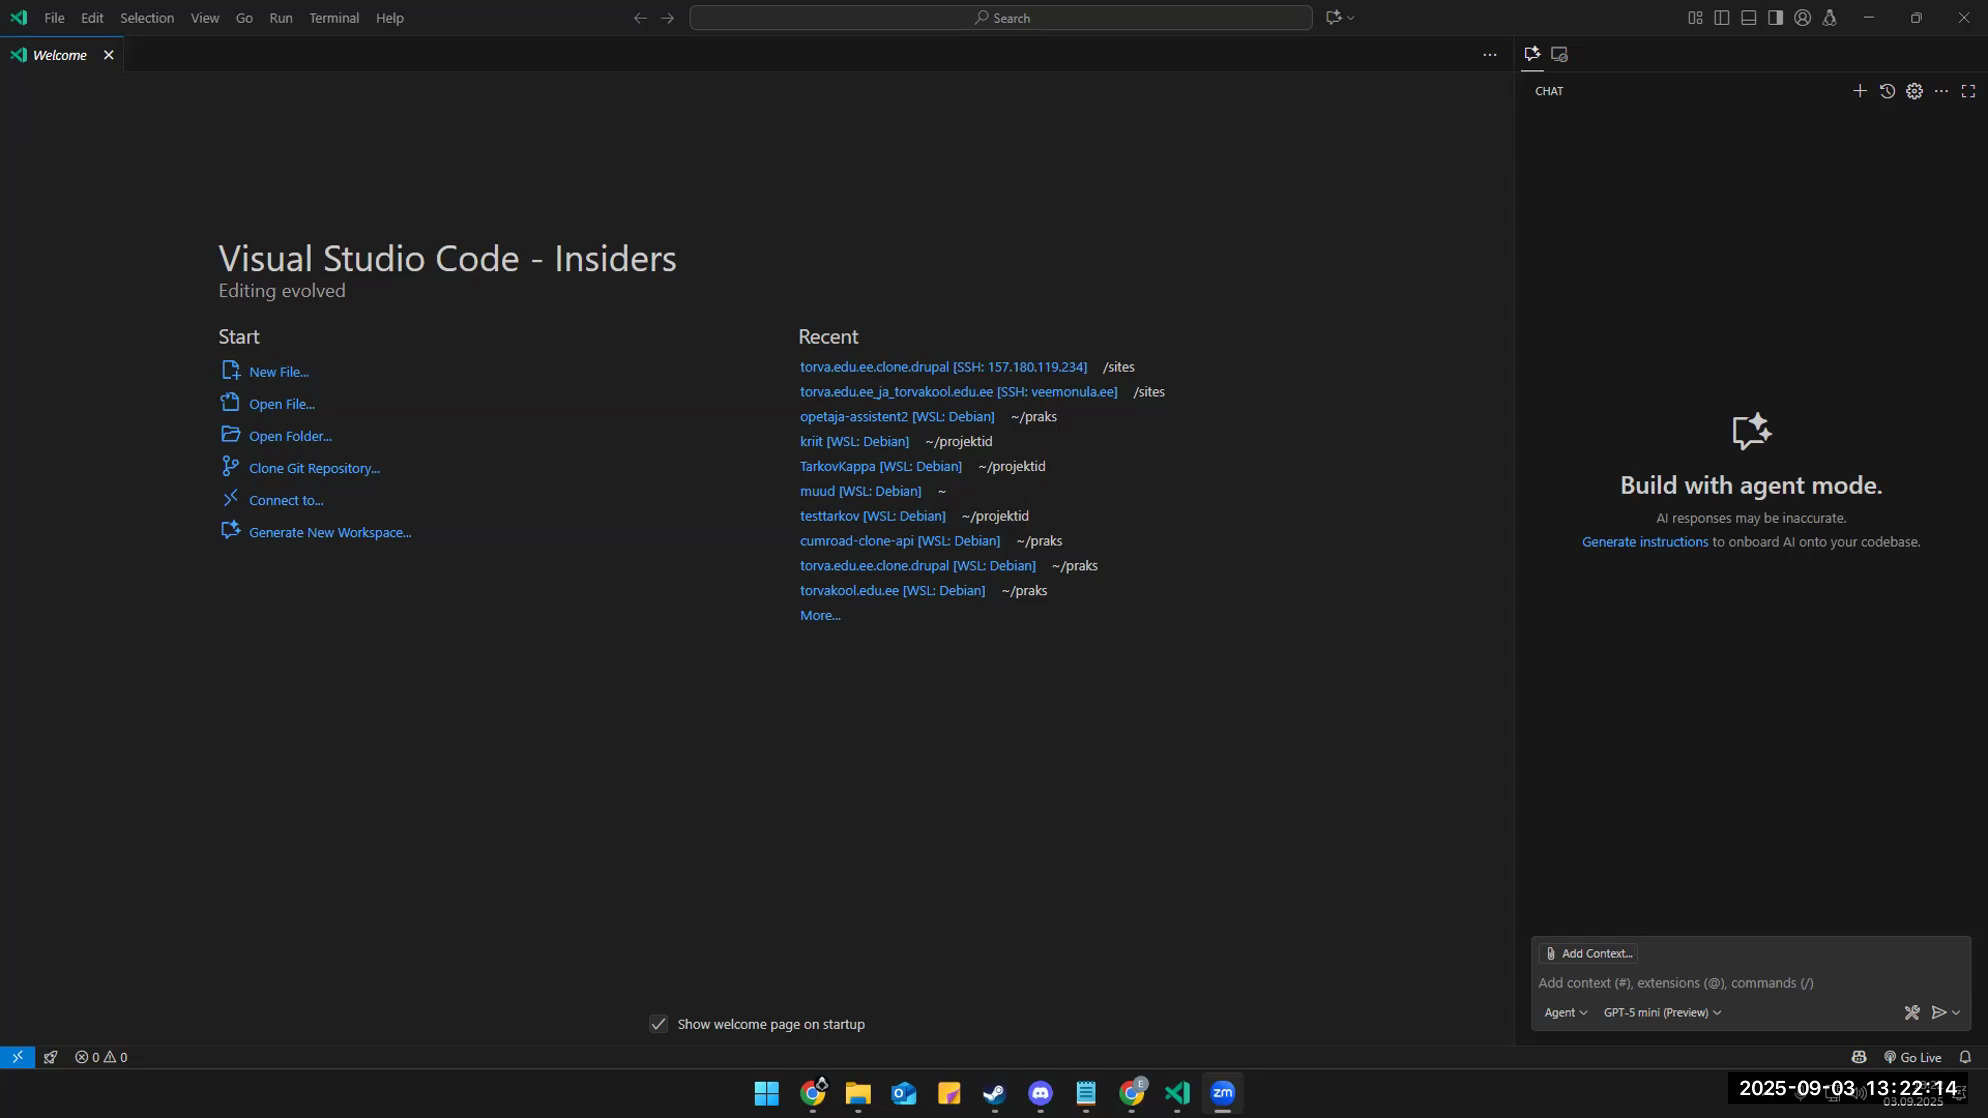 File Edit Selection View Go Run Terminal Help
Search
Welcome
CHAT
Visual Studio Code - Insiders
Editing evolved
Start
New File...
Open File...
Open Folder...
Clone Git Repository...
Connect to...
Generate New Workspace...
Recent
torva.edu.ee.clone.drupal [SSH: 157.180.119.234] /sites
torva.edu.ee_ja_torvakool.edu.ee [SSH: veemonula.ee] /sites
opetaja-assistent2 [WSL: Debian] ~/praks
kriit [WSL: Debian] ~/projektid
TarkovKappa [WSL: Debian] ~/projektid
muud [WSL: Debian] ~
testtarkov [WSL: Debian] ~/projektid
cumroad-clone-api [WSL: Debian] ~/praks
torva.edu.ee.clone.drupal [WSL: Debian] ~/praks
torvakool.edu.ee [WSL: Debian] ~/praks
More...
Show welcome page on startup
Build with agent mode.
AI responses may be inaccurate.
Generate instructions to onboard AI onto your codebase.
Add Context...
Add context (#), extensions (@), commands (/)
Agent GPT-5 mini (Preview)
0 0
Go Live
E
zm
2025-09-03 13:22:14
03.09.2025